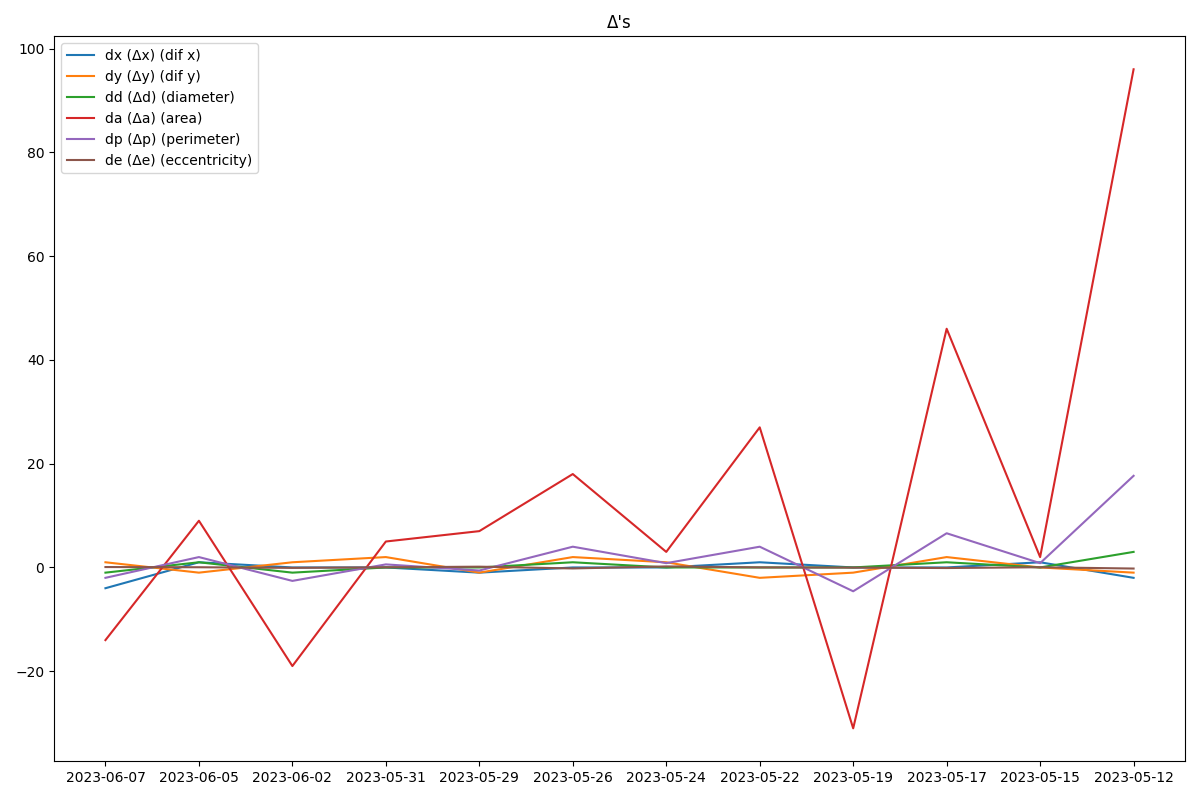 Δ's
dx (Δx) (dif x)
dy (Δy) (dif y)
dd (Δd) (diameter)
da (Δa) (area)
dp (Δp) (perimeter)
de (Δe) (eccentricity)
100
80
60
40
20
0
−20
2023-06-07 2023-06-05 2023-06-02 2023-05-31 2023-05-29 2023-05-26 2023-05-24 2023-05-22 2023-05-19 2023-05-17 2023-05-15 2023-05-12